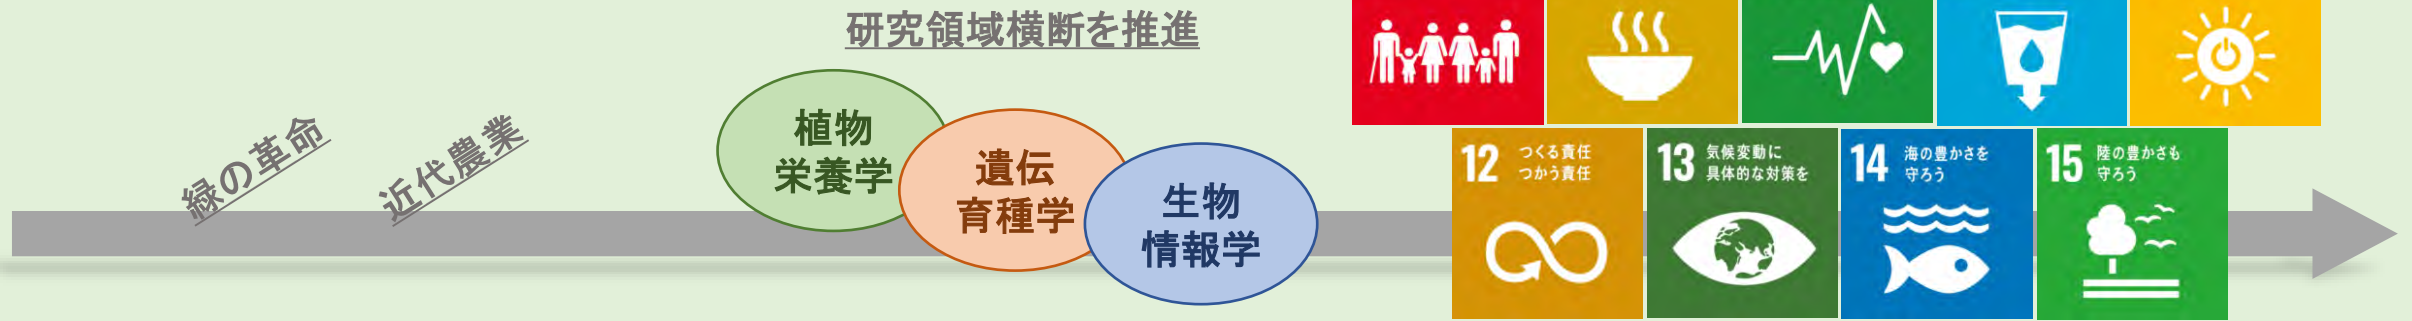 研究領域横断を推進
緑の革命
近代農業
植物
栄養学
遺伝
育種学
生物
情報学
12 つくる責任
つかう責任
13 気候変動に
具体的な対策を
14 海の豊かさを
守ろう
15 陸の豊かさも
守ろう